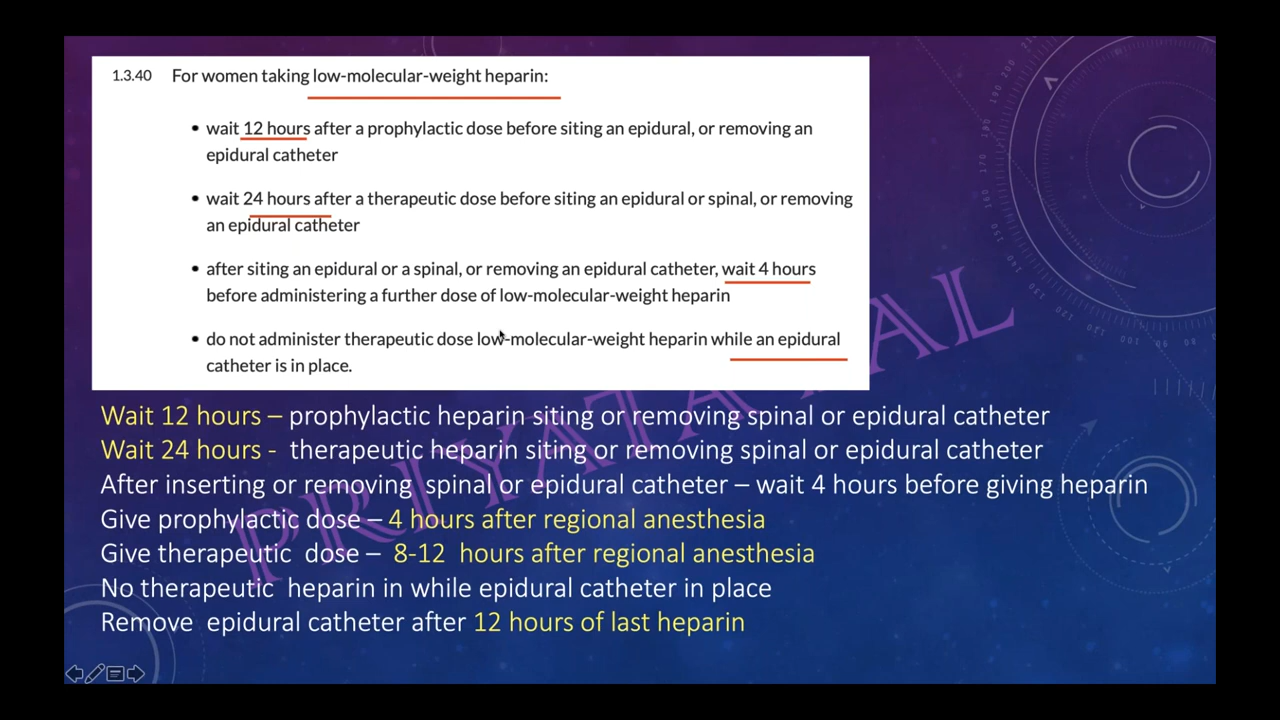 1.3.40 For women taking low-molecular-weight heparin:
• wait 12 hours after a prophylactic dose before siting an epidural, or removing an
epidural catheter
• wait 24 hours after a therapeutic dose before siting an epidural or spinal, or removing
an epidural catheter
• after siting an epidural or a spinal, or removing an epidural catheter, wait 4 hours
before administering a further dose of low-molecular-weight heparin
• do not administer therapeutic dose low-molecular-weight heparin while an epidural
catheter is in place.
Wait 12 hours – prophylactic heparin siting or removing spinal or epidural catheter
Wait 24 hours - therapeutic heparin siting or removing spinal or epidural catheter
After inserting or removing spinal or epidural catheter – wait 4 hours before giving heparin
Give prophylactic dose – 4 hours after regional anesthesia
Give therapeutic dose – 8-12 hours after regional anesthesia
No therapeutic heparin in while epidural catheter in place
Remove epidural catheter after 12 hours of last heparin